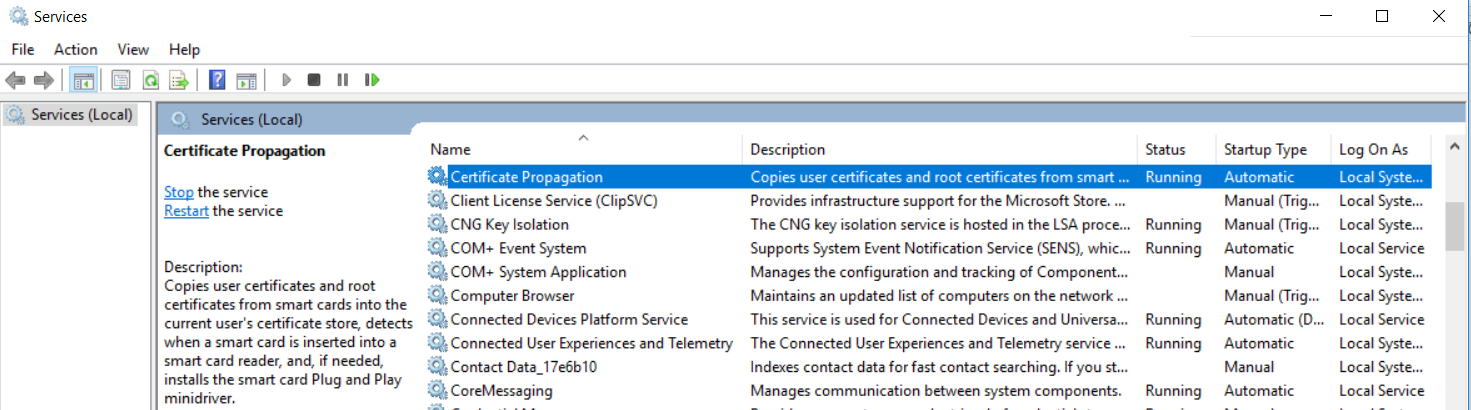 Services
File Action View Help
Services (Local)
Services (Local)
Certificate Propagation
Stop the service
Restart the service
Description:
Copies user certificates and root
certificates from smart cards into the
current user's certificate store, detects
when a smart card is inserted into a
smart card reader, and, if needed,
installs the smart card Plug and Play
minidriver.
Name Description Status Startup Type Log On As
Certificate Propagation Copies user certificates and root certificates from smart ... Running Automatic Local Syste...
Client License Service (ClipSVC) Provides infrastructure support for the Microsoft Store. ... Manual (Trig... Local Syste...
CNG Key Isolation The CNG key isolation service is hosted in the LSA proce... Running Manual (Trig... Local Syste...
COM+ Event System Supports System Event Notification Service (SENS), whic... Running Automatic Local Service
COM+ System Application Manages the configuration and tracking of Component... Manual Local Syste...
Computer Browser Maintains an updated list of computers on the network ... Manual (Trig... Local Syste...
Connected Devices Platform Service This service is used for Connected Devices and Universa... Running Automatic (D... Local Service
Connected User Experiences and Telemetry The Connected User Experiences and Telemetry service ... Running Automatic Local Syste...
Contact Data_17e6b10 Indexes contact data for fast contact searching. If you st... Manual Local Syste...
CoreMessaging Manages communication between system components. Running Automatic Local Service